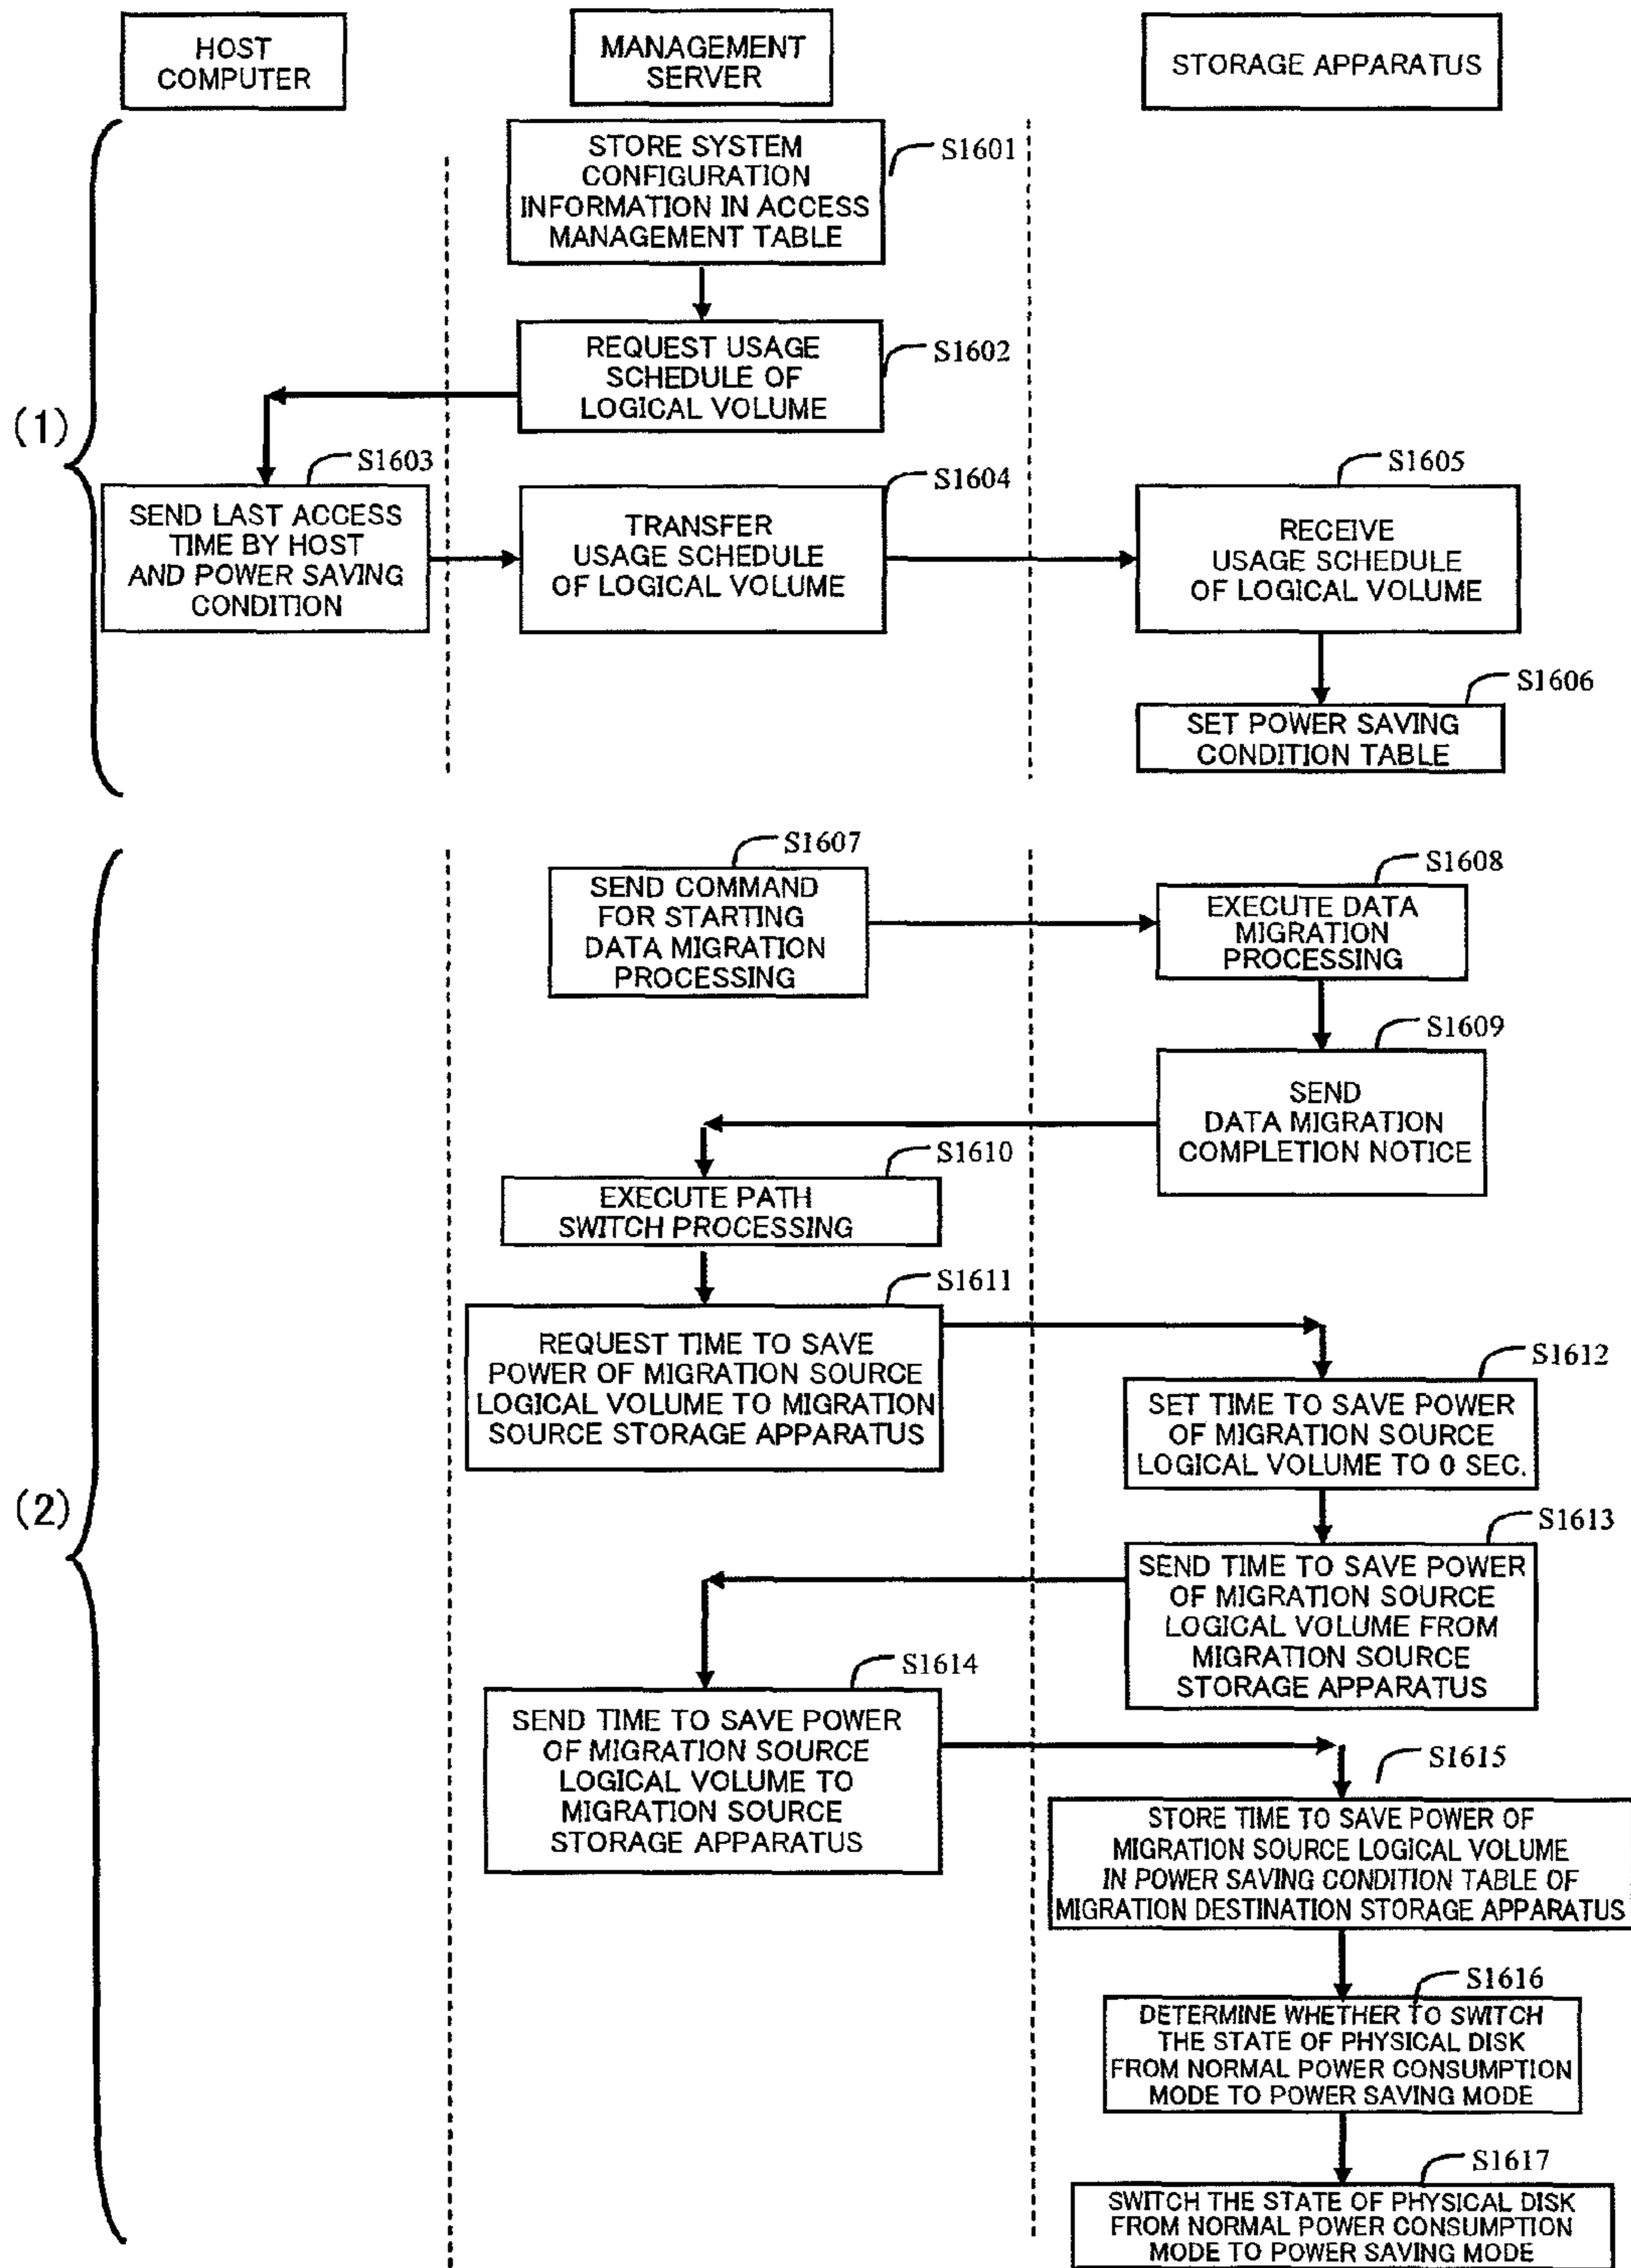 HOST
COMPUTER
MANAGEMENT
SERVER
STORAGE APPARATUS
(1)
STORE SYSTEM
CONFIGURATION
INFORMATION IN ACCESS
MANAGEMENT TABLE
S1601
REQUEST USAGE
SCHEDULE OF
LOGICAL VOLUME
S1602
S1603
SEND LAST ACCESS
TIME BY HOST
AND POWER SAVING
CONDITION
S1604
TRANSFER
USAGE SCHEDULE
OF LOGICAL VOLUME
S1605
RECEIVE
USAGE SCHEDULE
OF LOGICAL VOLUME
S1606
SET POWER SAVING
CONDITION TABLE
(2)
S1607
SEND COMMAND
FOR STARTING
DATA MIGRATION
PROCESSING
S1608
EXECUTE DATA
MIGRATION
PROCESSING
S1609
SEND
DATA MIGRATION
COMPLETION NOTICE
S1610
EXECUTE PATH
SWITCH PROCESSING
S1611
REQUEST TIME TO SAVE
POWER OF MIGRATION SOURCE
LOGICAL VOLUME TO MIGRATION
SOURCE STORAGE APPARATUS
S1612
SET TIME TO SAVE POWER
OF MIGRATION SOURCE
LOGICAL VOLUME TO 0 SEC.
S1613
SEND TIME TO SAVE POWER
OF MIGRATION SOURCE
LOGICAL VOLUME FROM
MIGRATION SOURCE
STORAGE APPARATUS
S1614
SEND TIME TO SAVE POWER
OF MIGRATION SOURCE
LOGICAL VOLUME TO
MIGRATION SOURCE
STORAGE APPARATUS
S1615
STORE TIME TO SAVE POWER OF
MIGRATION SOURCE LOGICAL VOLUME
IN POWER SAVING CONDITION TABLE OF
MIGRATION DESTINATION STORAGE APPARATUS
S1616
DETERMINE WHETHER TO SWITCH
THE STATE OF PHYSICAL DISK
FROM NORMAL POWER CONSUMPTION
MODE TO POWER SAVING MODE
S1617
SWITCH THE STATE OF PHYSICAL DISK
FROM NORMAL POWER CONSUMPTION
MODE TO POWER SAVING MODE